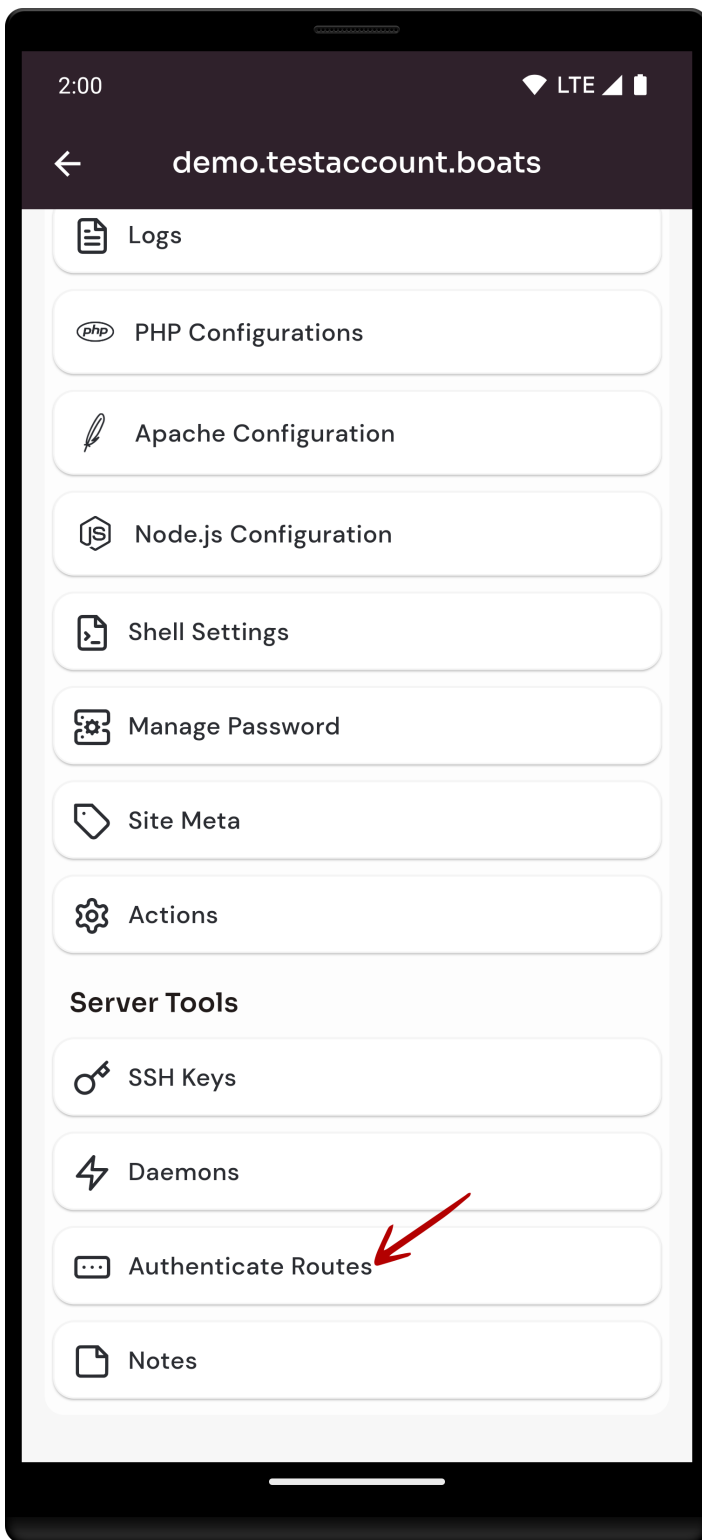 2:00
LTE
demo.testaccount.boats
Logs
php
PHP Configurations
Apache Configuration
JS
Node.js Configuration
Shell Settings
Manage Password
Site Meta
Actions
Server Tools
SSH Keys
Daemons
Authenticate Routes
Notes